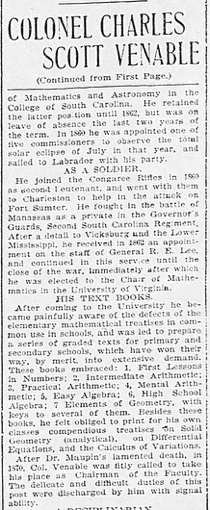 COLONEL CHARLES
SCOTT VENABLE
(Continued from First Page.)
of Mathematics and Astronomy in the
College of South Carolina. He retained
the latter position until 1862, but was on
leave of absence the last two years of
the term. In 1860 he was appointed one of
five commissioners to observe the total
solar eclipse of July in that year, and
sailed to Labrador with his party.
AS A SOLDIER.
He joined the Congaree Rifles in 1860
as second lieutenant, and went with them
to Charleston to help in the attack on
Fort Sumter. He fought in the battle of
Manassas as a private in the Governor's
Guards, Second South Carolina Regiment.
After a detail to Vicksburg and the Lower
Mississippi, he received in 1862 an appoint-
ment on the staff of General R. E. Lee,
and continued in this service until the
close of the war, immediately after which
he was elected to the Chair of Mathe-
matics in the University of Virginia.
HIS TEXT BOOKS.
After coming to the University he be-
came painfully aware of the defects of the
elementary mathematical treatises in com-
mon use in schools, and was led to prepare
a series of graded texts for primary and
secondary schools, which have won their
way, by merit, into extensive demand.
These books embraced: 1, First Lessons
in Numbers; 2, Intermediate Arithmetic;
3, Practical Arithmetic; 4, Mental Arith-
metic; 5, Easy Algebra; 6, High School
Algebra; 7 Elements of Geometry, with
keys to several of them. Besides these
books, he felt obliged to print for his own
classes compendious treatises on Solid
Geometry (analytical), on Differential
Equations, and the Calculus of Variations.
After Dr. Maupin's lamented death, in
1870, Col. Venable was fitly called to take
his place as Chairman of the Faculty.
The delicate and difficult duties of this
post were discharged by him with signal
ability.